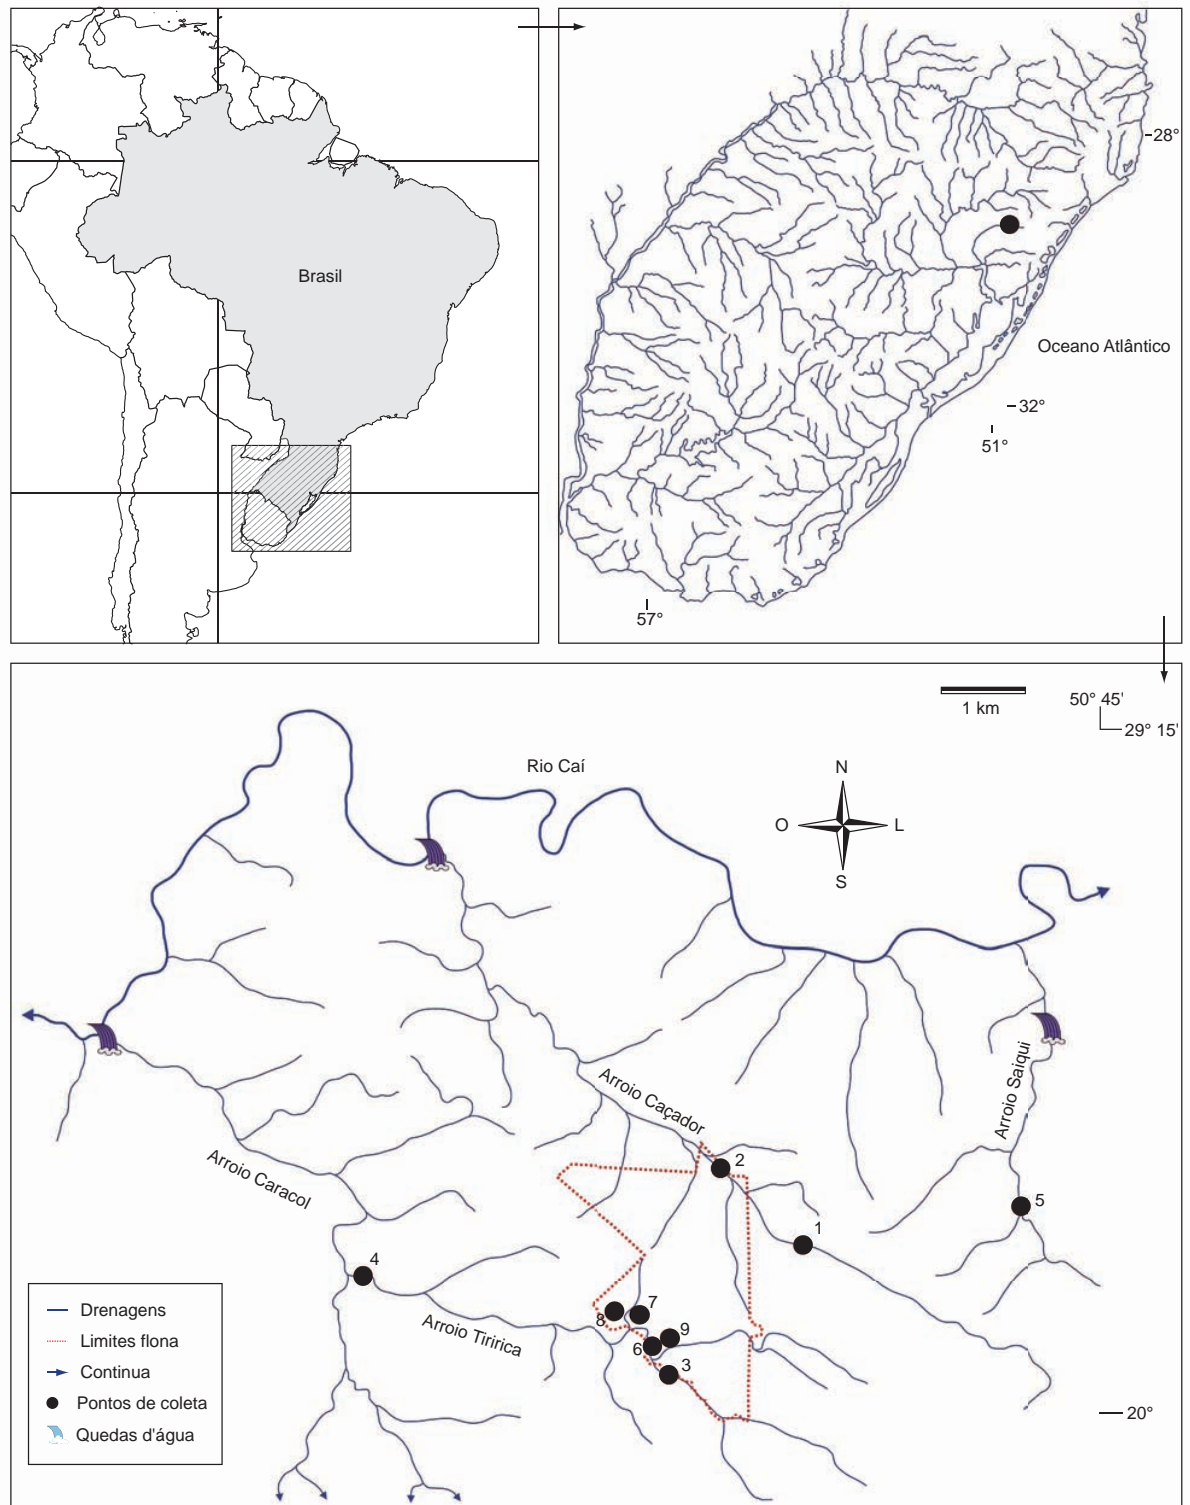 Brasil
28°
Oceano Atlântico
32°
51°
57°
1 km
50° 45'
29° 15'
Rio Caí
N
O
L
S
Arroio Caçador
Arroio Saiqui
Arroio Caracol
Arroio Tiririca
2
1
5
4
7
8
9
6
3
20°
Drenagens
Limites flona
Continua
Pontos de coleta
Quedas d'água